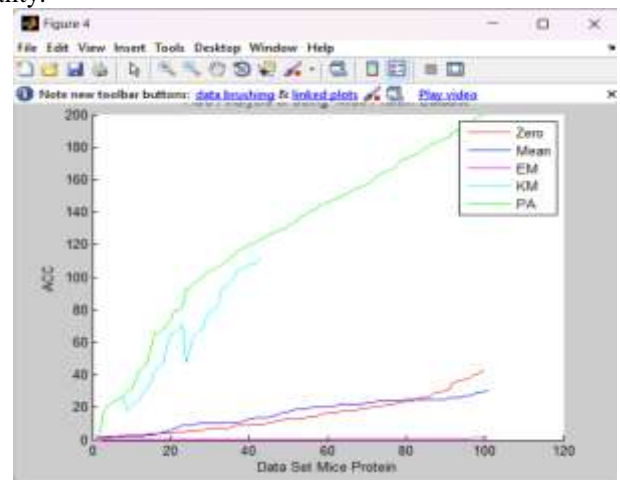 Figure 4
File Edit View Insert Tools Desktop Window Help
Note new toolbar buttons: data brushing & linked plots Play video
200
180
160
140
120
100
80
60
40
20
0
ACC
Zero
Mean
EM
KM
PA
0 20 40 60 80 100 120
Data Set Mice Protein